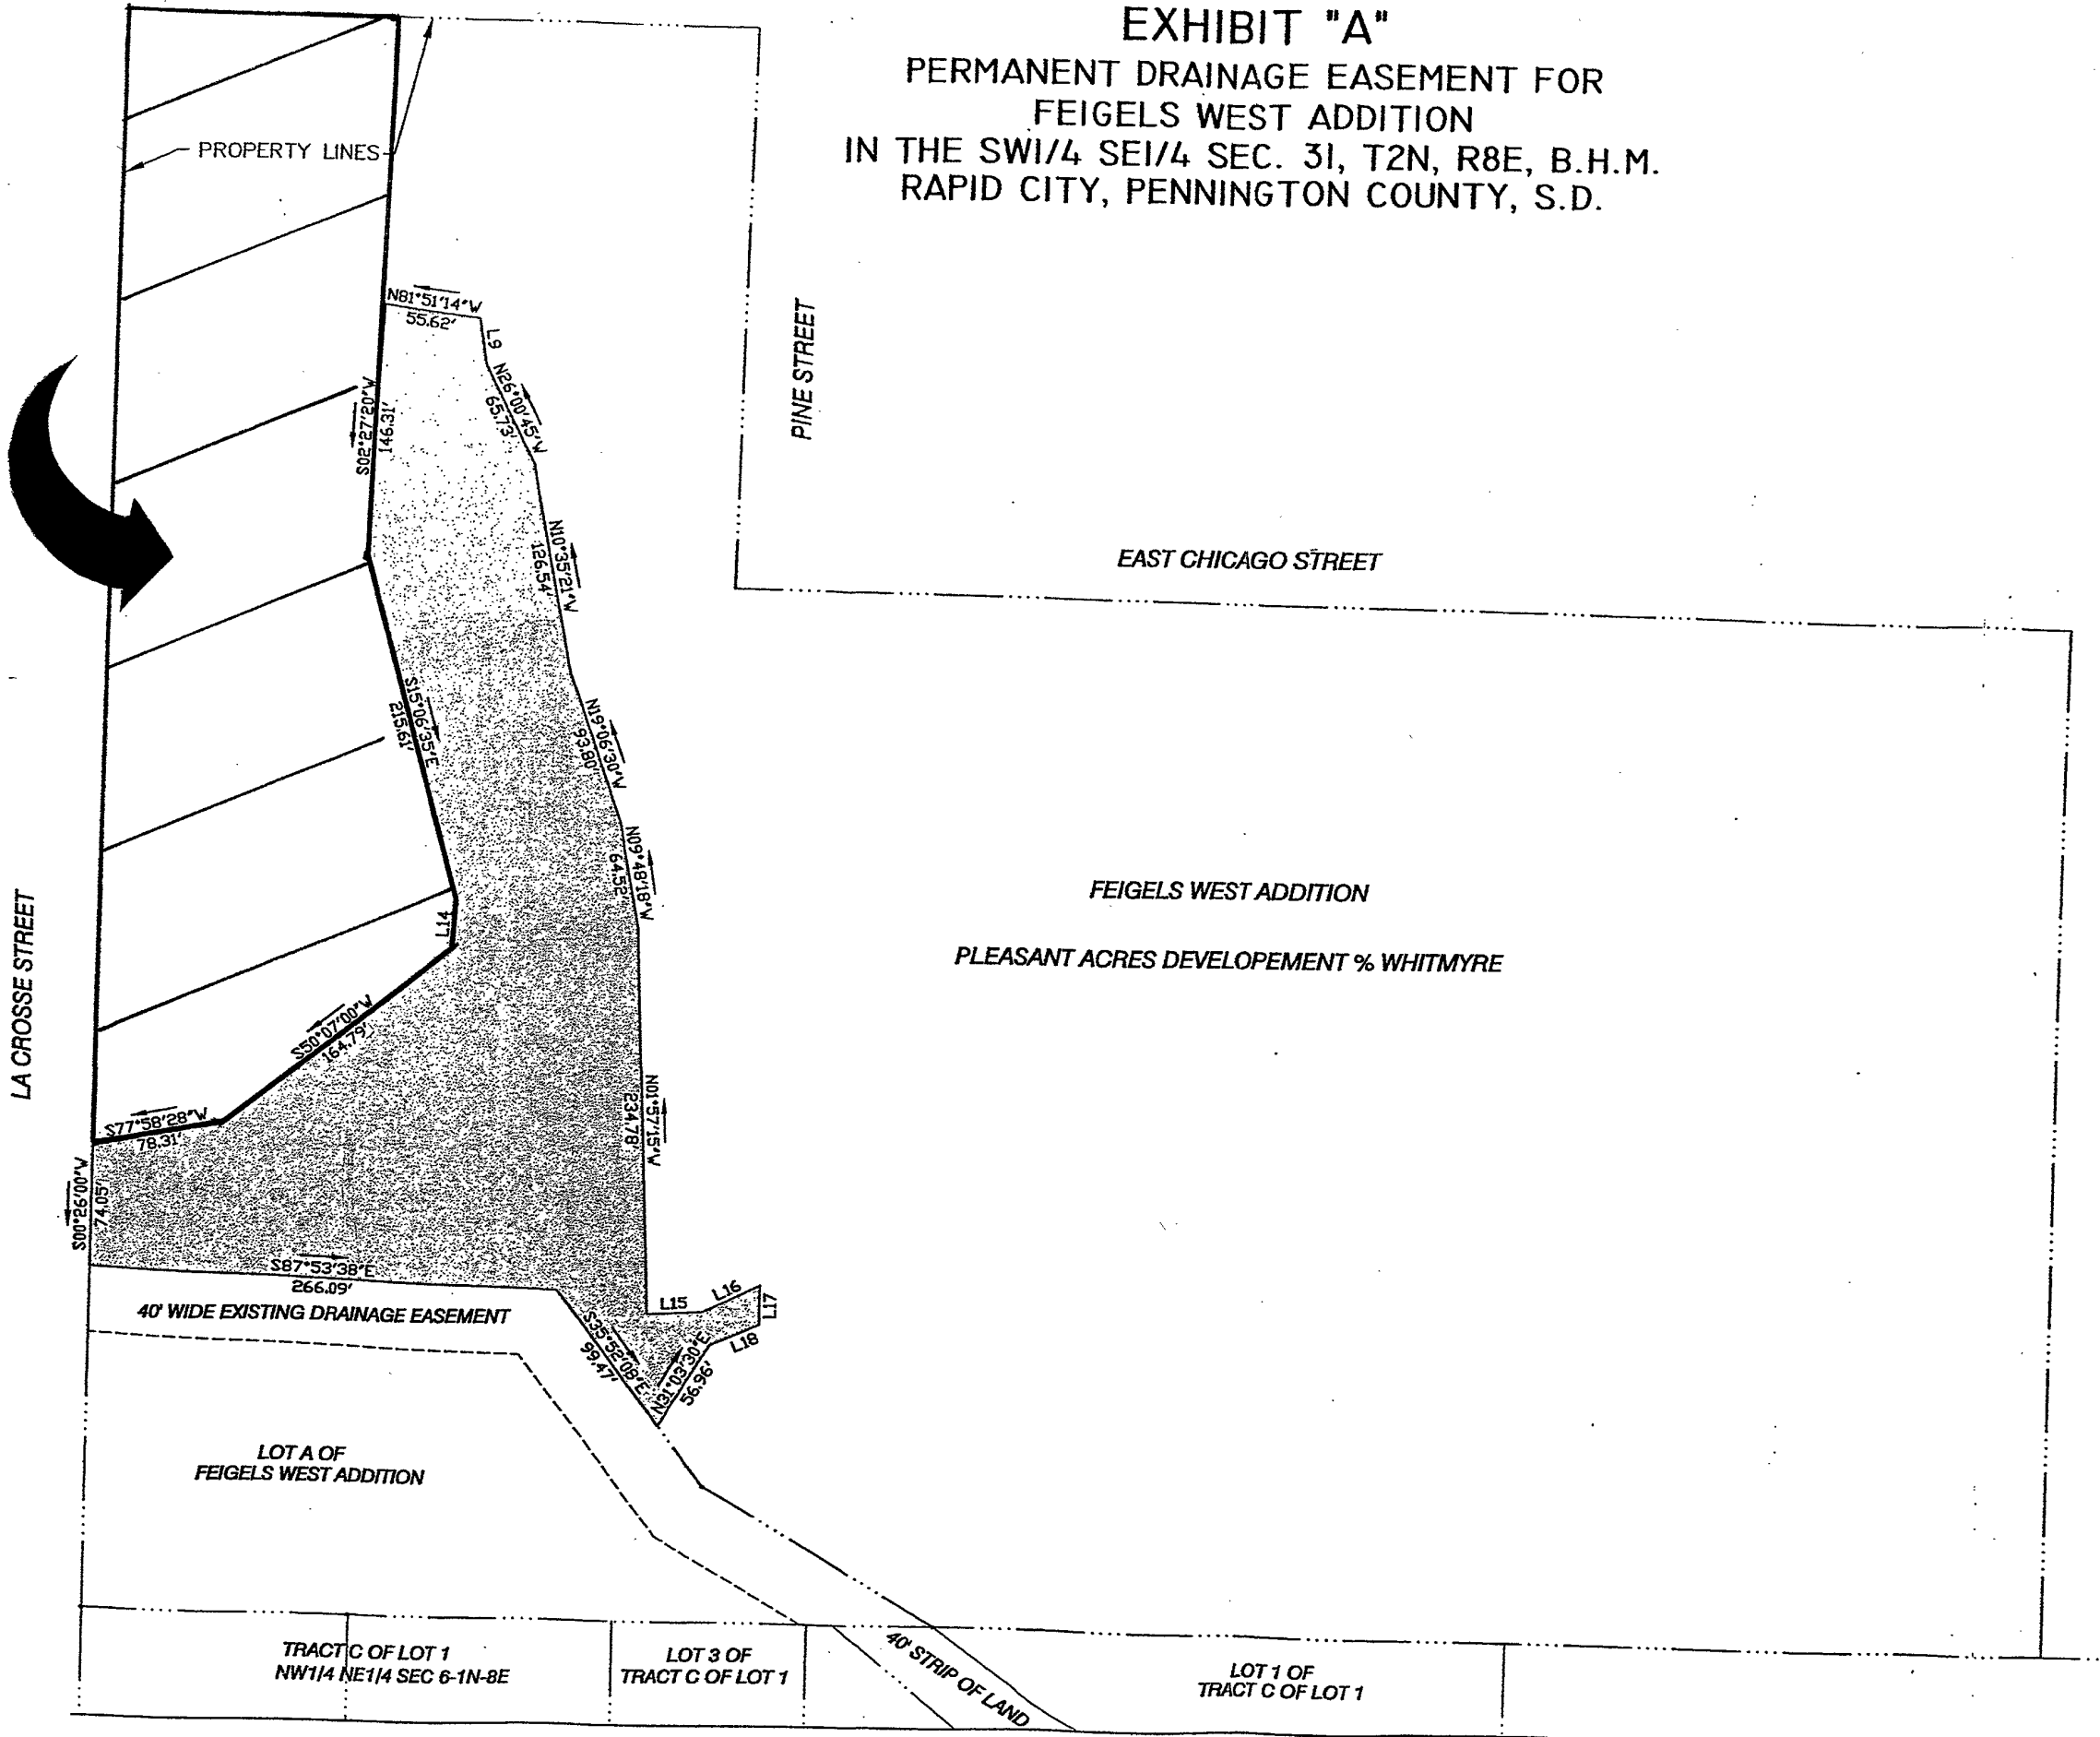 EXHIBIT "A"
PERMANENT DRAINAGE EASEMENT FOR
FEIGELS WEST ADDITION
IN THE SW1/4 SE1/4 SEC. 31, T2N, R8E, B.H.M.
RAPID CITY, PENNINGTON COUNTY, S.D.
PROPERTY LINES
N81°51'14"W
55.62'
L9
N26°00'45"W
65.73'
PINE STREET
S02°27'20"W
146.31'
N10°35'21"W
126.54'
EAST CHICAGO STREET
S15°06'35"E
215.61'
N19°06'30"W
93.80'
N09°48'18"W
64.52'
FEIGELS WEST ADDITION
PLEASANT ACRES DEVELOPEMENT % WHITMYRE
LA CROSSE STREET
L14
S50°07'00"W
164.79'
N01°57'15"W
234.78'
S77°58'28"W
78.31'
S00°26'00"W
74.05'
S87°53'38"E
266.09'
40' WIDE EXISTING DRAINAGE EASEMENT
L15
L16
L17
L18
S35°52'08"E
99.47'
N31°03'30"E
56.96'
LOT A OF
FEIGELS WEST ADDITION
TRACT C OF LOT 1
NW1/4 NE1/4 SEC 6-1N-8E
LOT 3 OF
TRACT C OF LOT 1
40' STRIP OF LAND
LOT 1 OF
TRACT C OF LOT 1